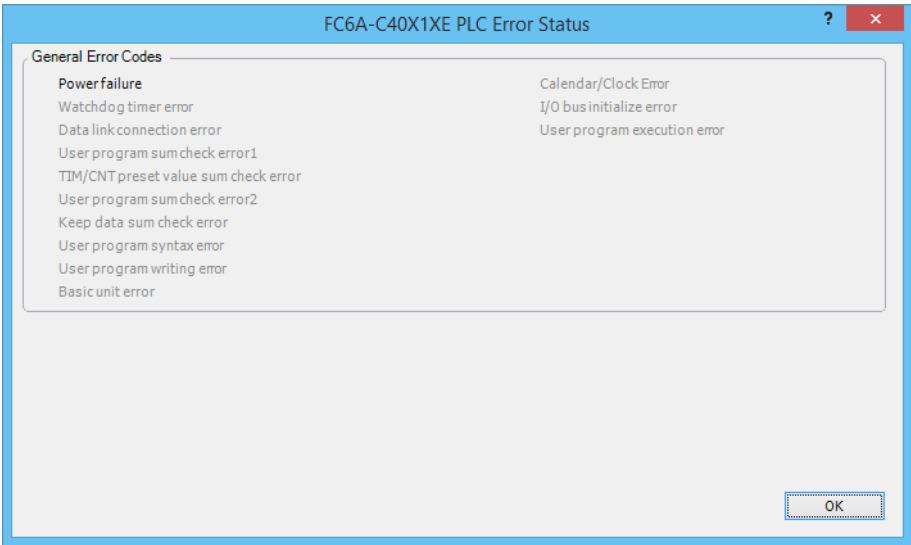 FC6A-C40X1XE PLC Error Status
?
General Error Codes
Power failure
Watchdog timer error
Data link connection error
User program sum check error1
TIM/CNT preset value sum check error
User program sum check error2
Keep data sum check error
User program syntax error
User program writing error
Basic unit error
Calendar/Clock Error
I/O bus initialize error
User program execution error
OK